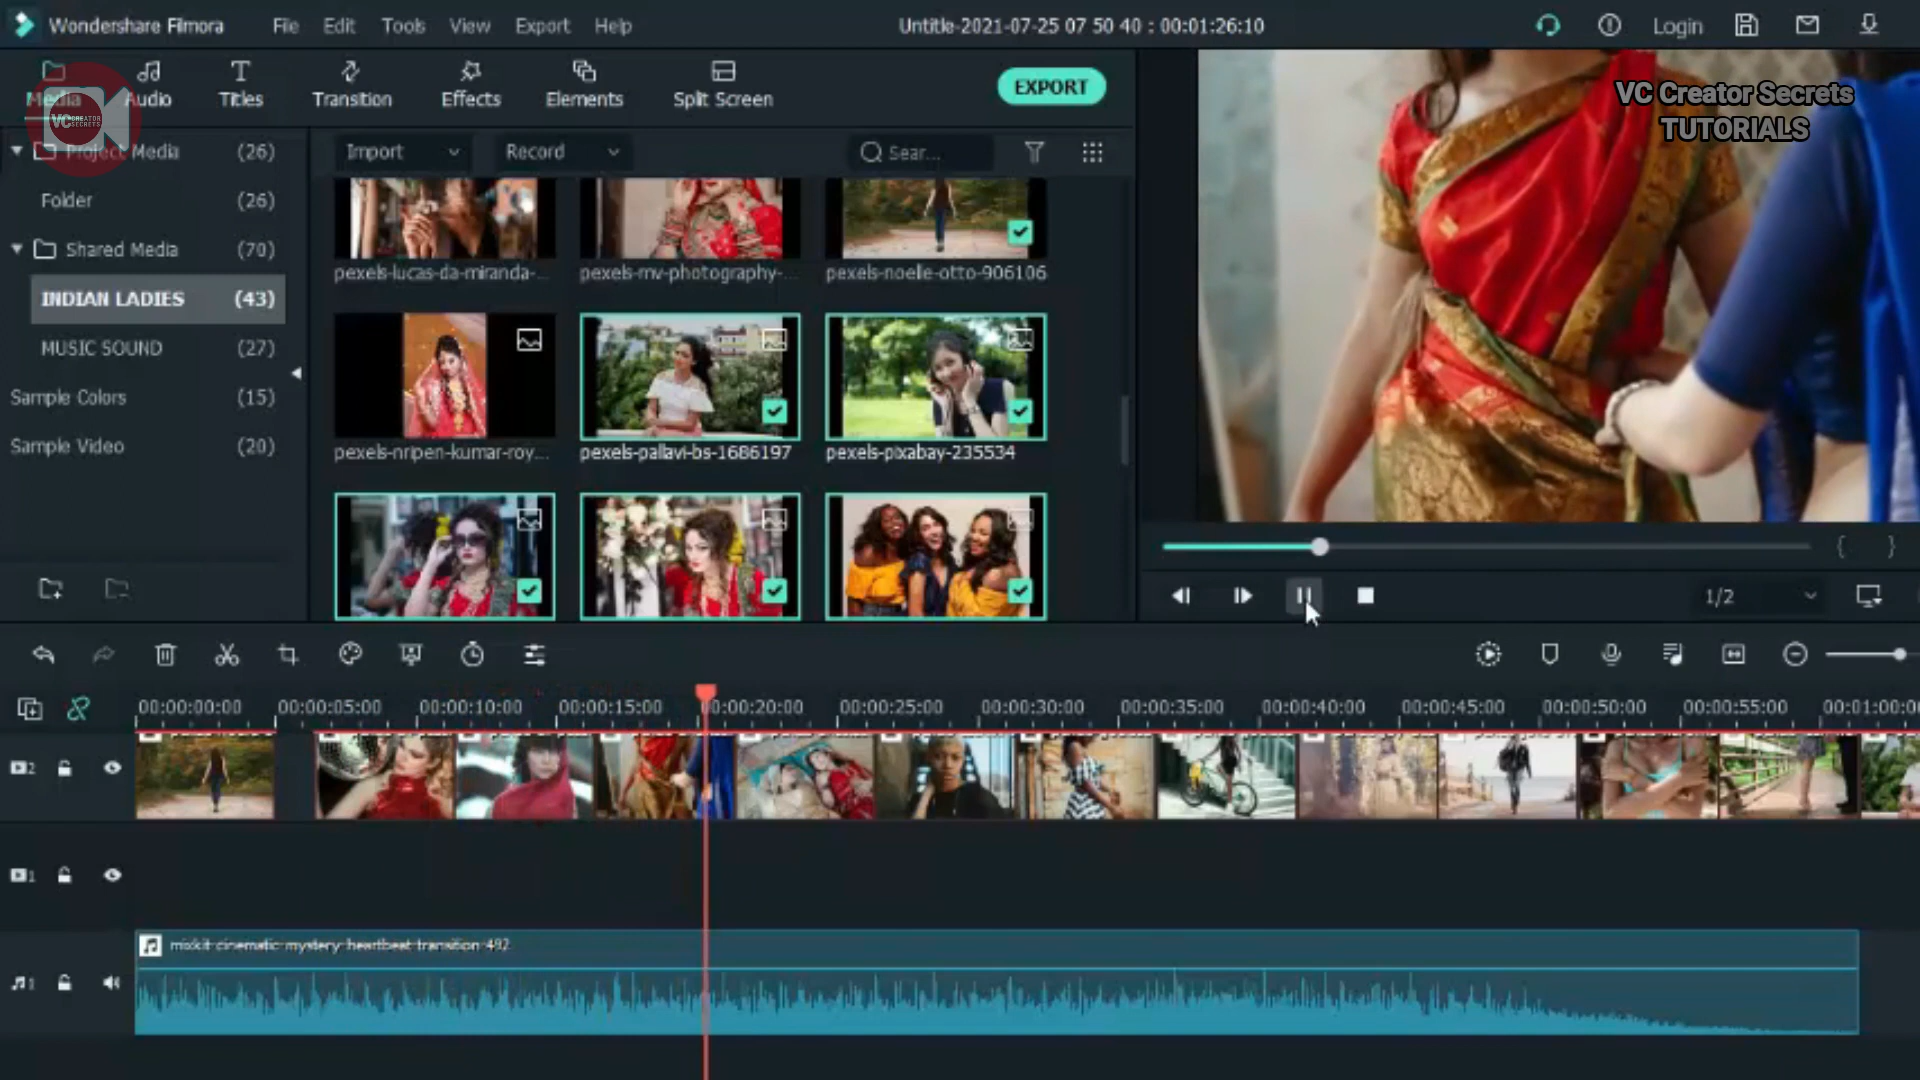 Wondershare Filmora
File Edit Tools View Export Help
Untitle-2021-07-25 07 50 40 : 00:01:26:10
Login
Media Audio Titles Transition Effects Elements Split Screen
EXPORT
VC Creator Secrets
TUTORIALS
VC CREATOR SECRETS
Project Media (26)
Folder (26)
Shared Media (70)
INDIAN LADIES (43)
MUSIC SOUND (27)
Sample Colors (15)
Sample Video (20)
Import Record Sear...
pexels-lucas-da-miranda-... pexels-mv-photography-... pexels-noelle-otto-906106
pexels-nripen-kumar-roy... pexels-pallavi-bs-1686197 pexels-pixabay-235534
{ }
1/2
00:00:00:00 00:00:05:00 00:00:10:00 00:00:15:00 00:00:20:00 00:00:25:00 00:00:30:00 00:00:35:00 00:00:40:00 00:00:45:00 00:00:50:00 00:00:55:00 00:01:00:00
2
1
mixkit-cinematic-mystery-heartbeat-transition-492
1